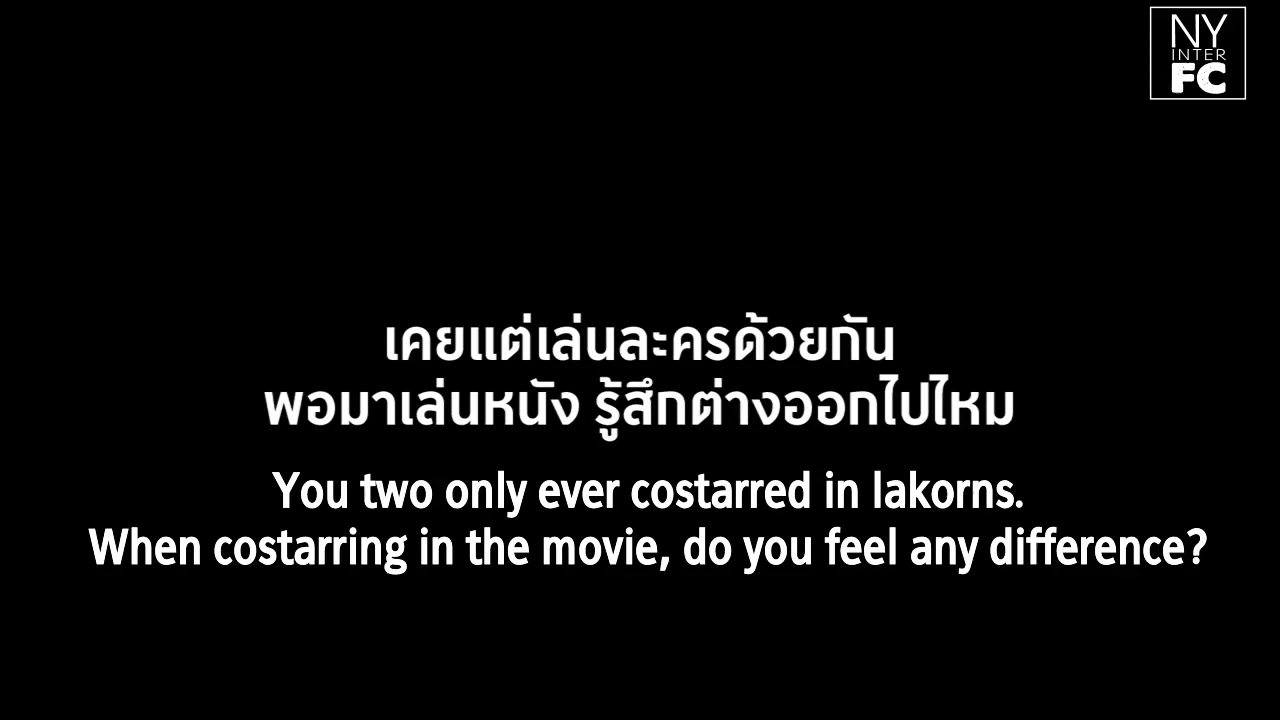 NY
INTER
FC
เคยแต่เล่นละครด้วยกัน
พอมาเล่นหนัง รู้สึกต่างออกไปไหม
You two only ever costarred in lakorns.
When costarring in the movie, do you feel any difference?